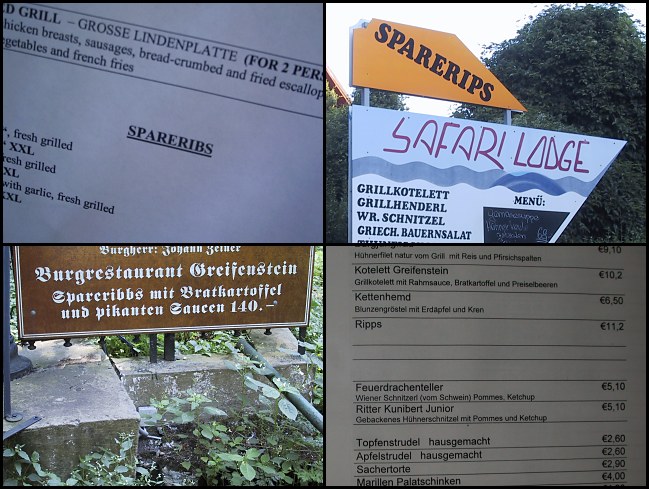 D GRILL – GROSSE LINDENPLATTE (FOR 2 PERS
chicken breasts, sausages, bread-crumbed and fried escallop
egetables and french fries
SPARERIBS
, fresh grilled
XXL
resh grilled
XL
with garlic, fresh grilled
XXL
SPARERIPS
SAFARI LODGE
GRILLKOTELETT
GRILLHENDERL
WR. SCHNITZEL
GRIECH. BAUERNSALAT
MENÜ:
Burgherr: Johann Zeiner
Burgrestaurant Greifenstein
Spareribbs mit Bratkartoffel
und pikanten Saucen 140.-
€9,10
Hühnerfilet natur vom Grill mit Reis und Pfirsichspalten
Kotelett Greifenstein €10,2
Grillkotelett mit Rahmsauce, Bratkartoffel und Preiselbeeren
Kettenhemd €6,50
Blunzengröstel mit Erdäpfel und Kren
Ripps €11,2
Feuerdrachenteller €5,10
Wiener Schnitzerl (vom Schwein) Pommes, Ketchup
Ritter Kunibert Junior €5,10
Gebackenes Hühnerschnitzel mit Pommes und Ketchup
Topfenstrudel hausgemacht €2,60
Apfelstrudel hausgemacht €2,60
Sachertorte €2,90
Marillen Palatschinken €4,00